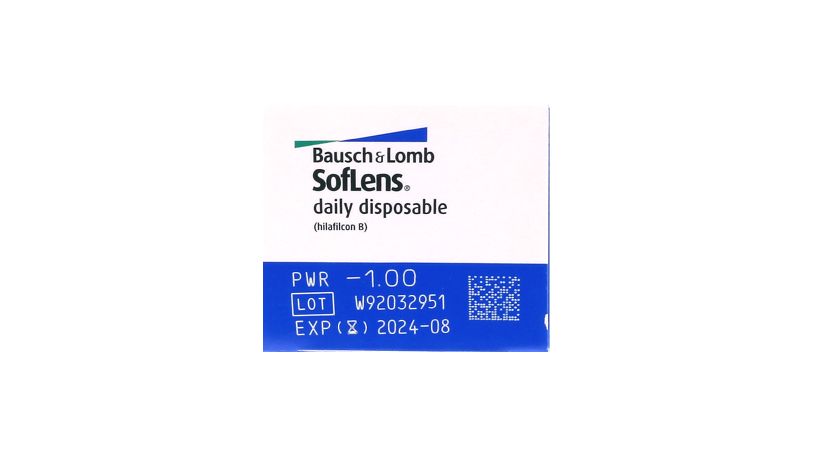 Bausch & Lomb
SofLens®
daily disposable
(hilafilcon B)
PWR -1.00
LOT W92032951
EXP (⌛) 2024-08